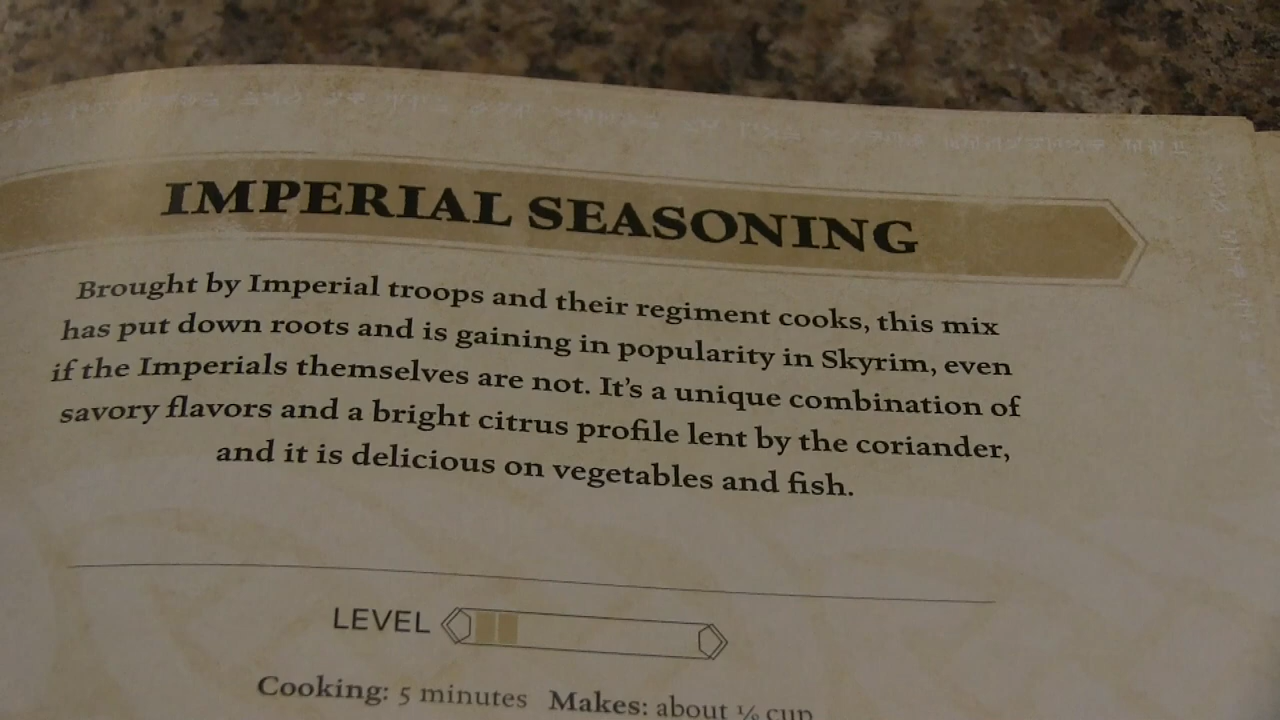 IMPERIAL SEASONING
Brought by Imperial troops and their regiment cooks, this mix
has put down roots and is gaining in popularity in Skyrim, even
if the Imperials themselves are not. It's a unique combination of
savory flavors and a bright citrus profile lent by the coriander,
and it is delicious on vegetables and fish.
LEVEL
Cooking: 5 minutes Makes: about cup